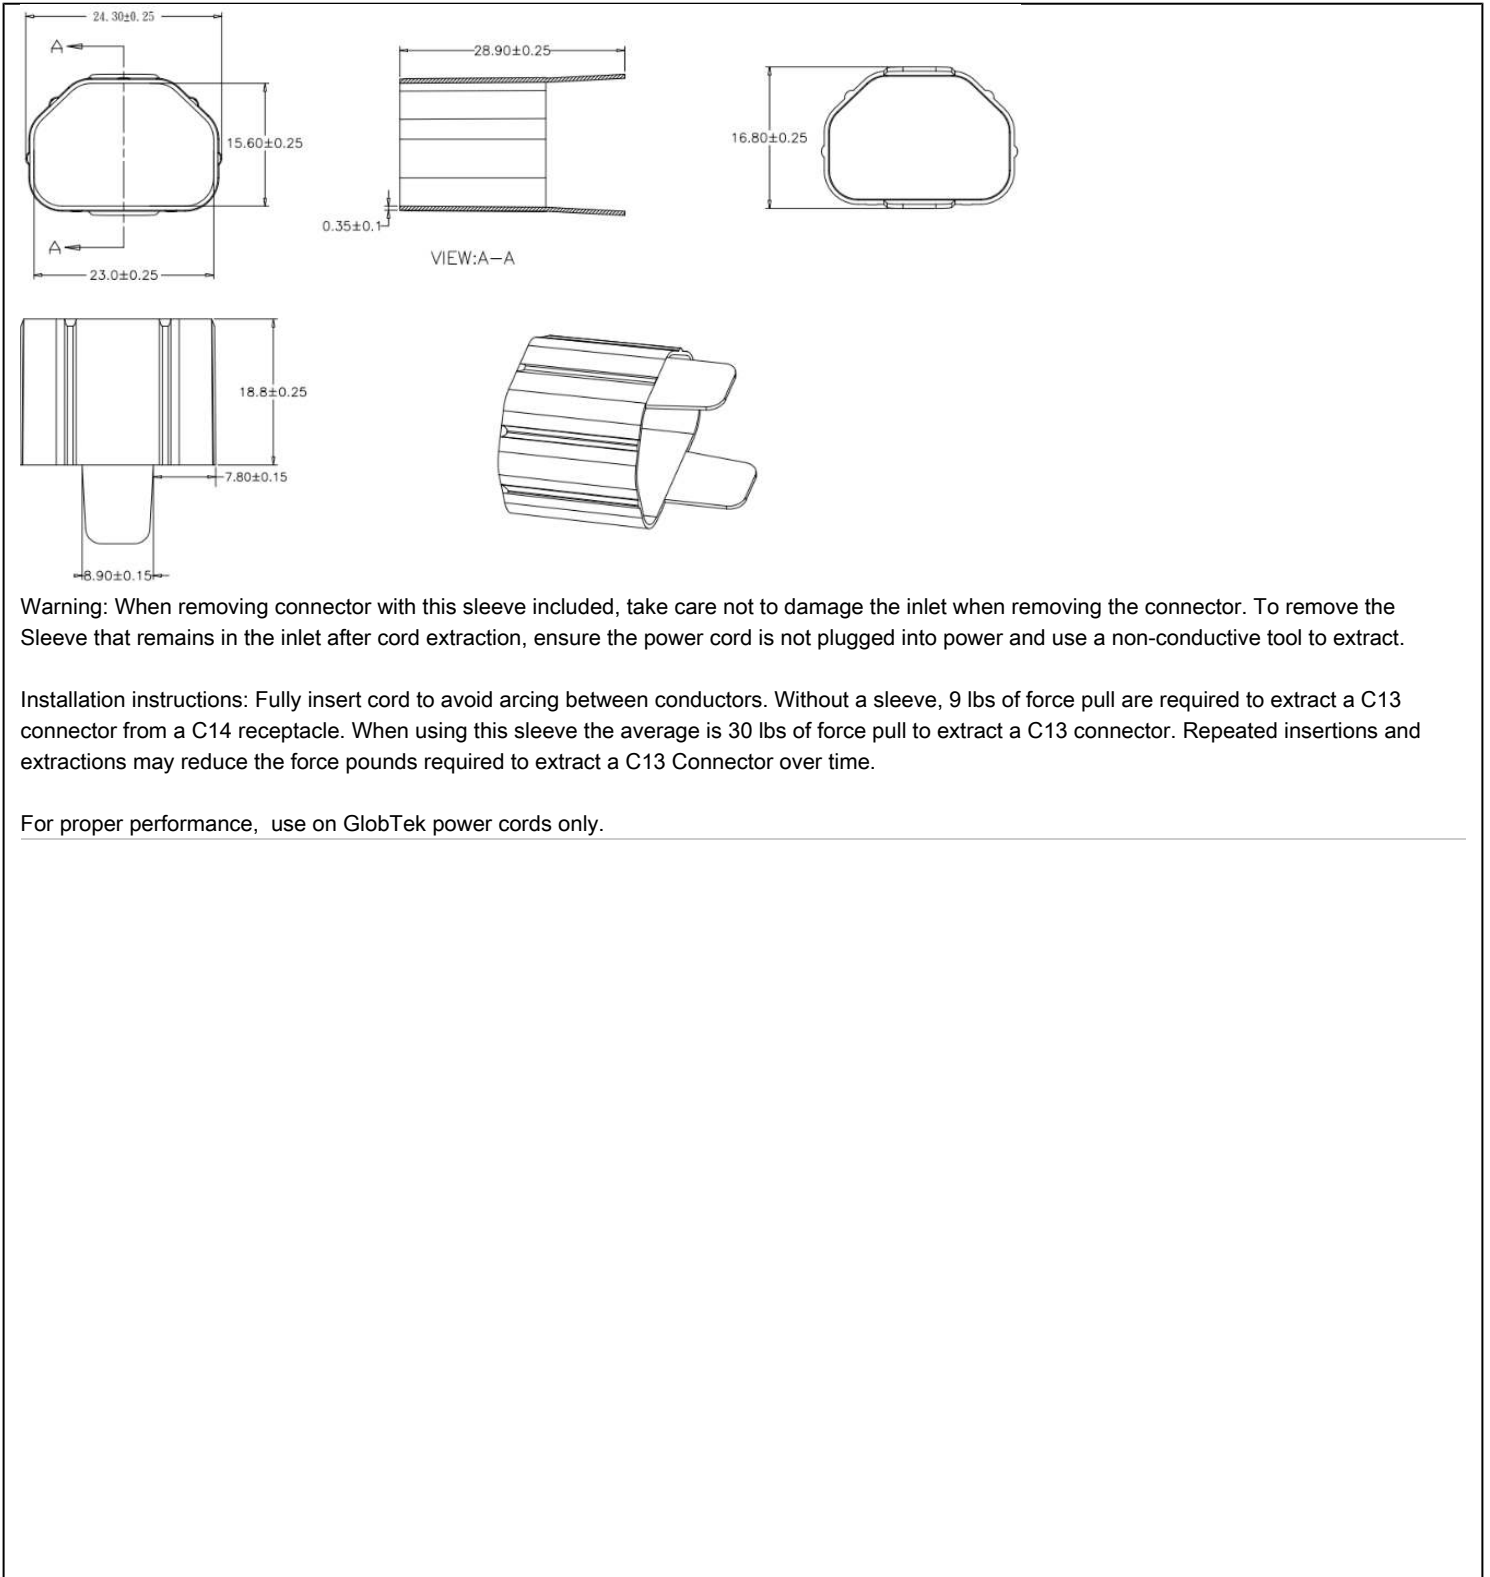 24.30±0.25
A
28.90±0.25
15.60±0.25
16.80±0.25
0.35±0.1
A
VIEW:A-A
23.0±0.25
18.8±0.25
7.80±0.15
8.90±0.15
Warning: When removing connector with this sleeve included, take care not to damage the inlet when removing the connector. To remove the
Sleeve that remains in the inlet after cord extraction, ensure the power cord is not plugged into power and use a non-conductive tool to extract.
Installation instructions: Fully insert cord to avoid arcing between conductors. Without a sleeve, 9 lbs of force pull are required to extract a C13
connector from a C14 receptacle. When using this sleeve the average is 30 lbs of force pull to extract a C13 connector. Repeated insertions and
extractions may reduce the force pounds required to extract a C13 Connector over time.
For proper performance,  use on GlobTek power cords only.